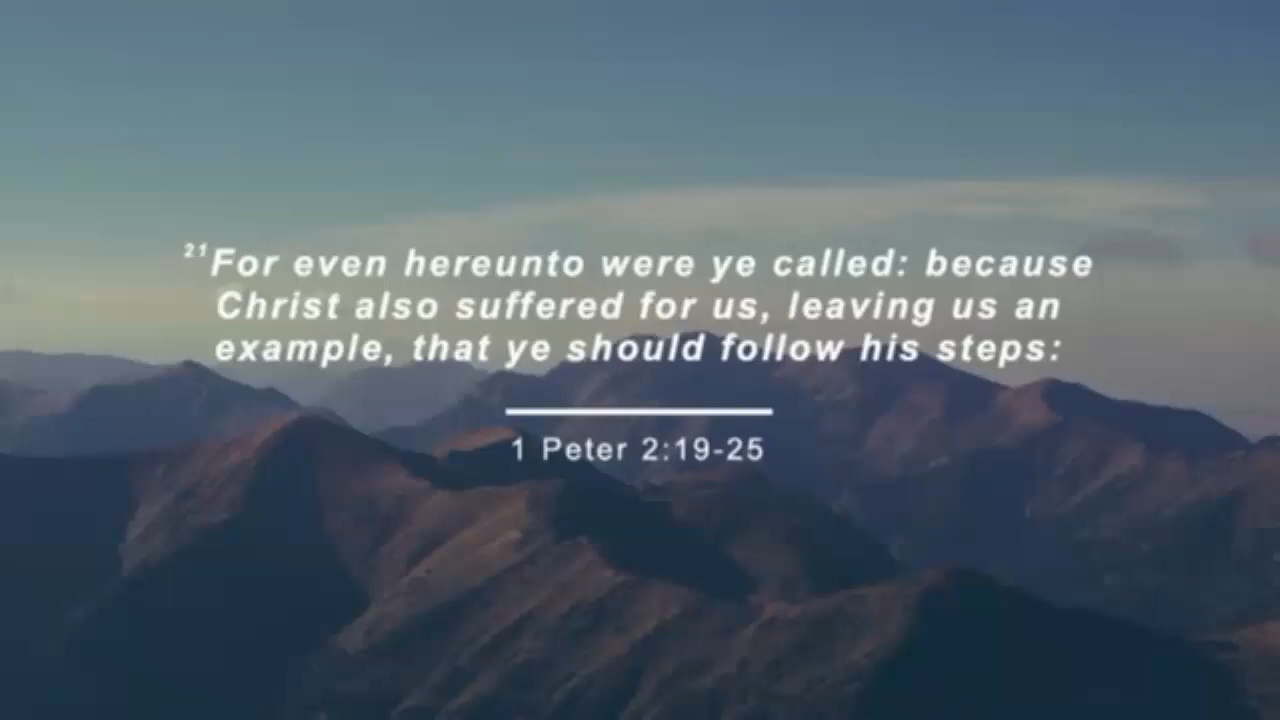 ²¹For even hereunto were ye called: because
Christ also suffered for us, leaving us an
example, that ye should follow his steps:
1 Peter 2:19-25